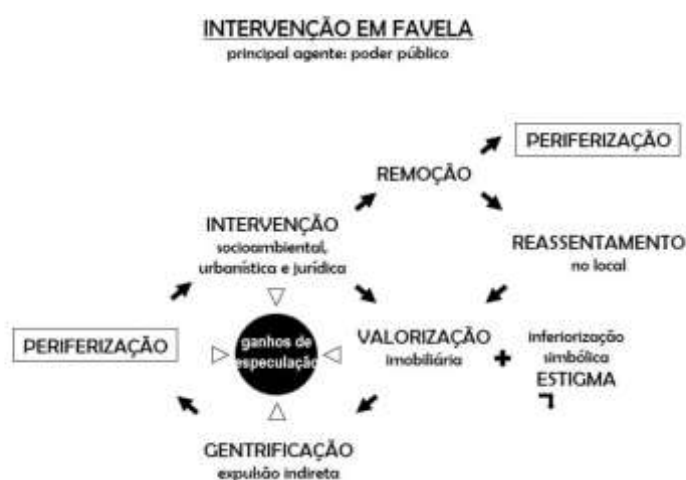 INTERVENÇÃO EM FAVELA
principal agente: poder público
PERIFERIZAÇÃO
REMOÇÃO
INTERVENÇÃO
socioambiental,
urbanística e jurídica
REASSENTAMENTO
no local
PERIFERIZAÇÃO
ganhos de
especulação
VALORIZAÇÃO
imobiliária
inferiorização
simbólica
ESTIGMA
GENTRIFICAÇÃO
expulsão indireta